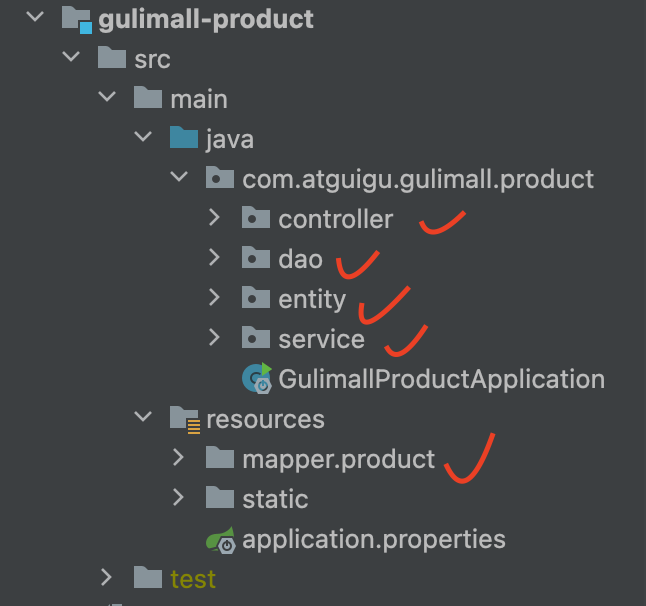 gulimall-product
src
main
java
com.atguigu.gulimall.product
controller
dao
entity
service
GulimallProductApplication
resources
mapper.product
static
application.properties
test